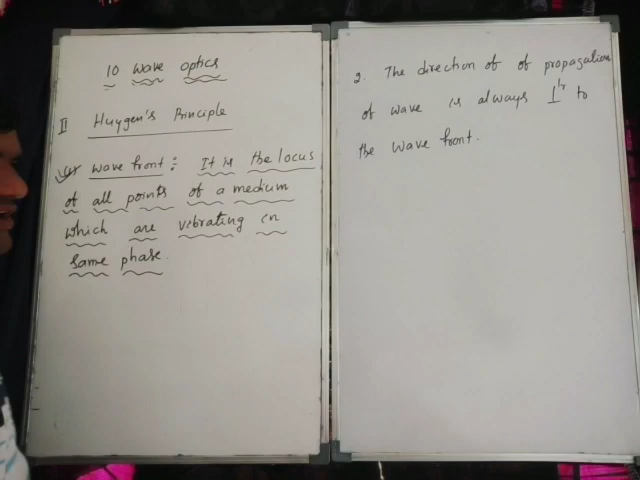 10 wave optics
II Huygen's Principle
wave front : It is the locus
of all points of a medium
which are vibrating in
same phase.
2. The direction of of propagation
of wave is always ⊥lr to
the wave front.